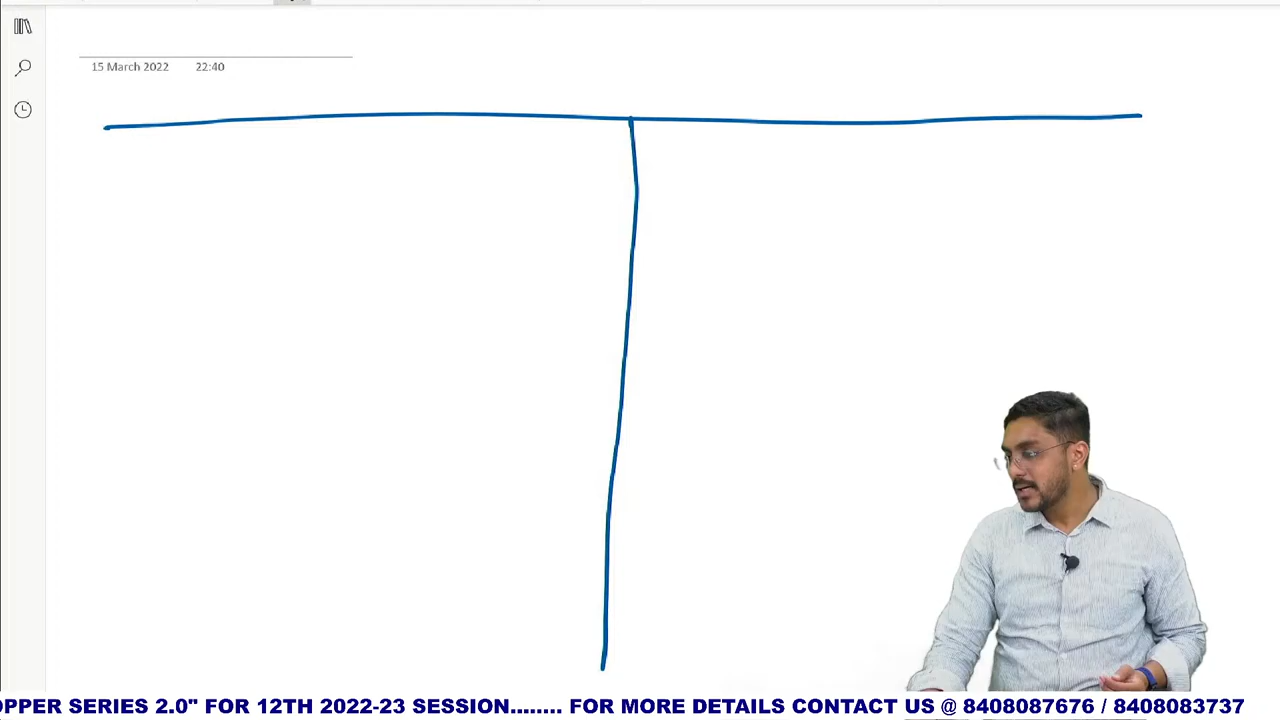 15 March 2022 22:40
OPPER SERIES 2.0" FOR 12TH 2022-23 SESSION........ FOR MORE DETAILS CONTACT US @ 8408087676 / 8408083737